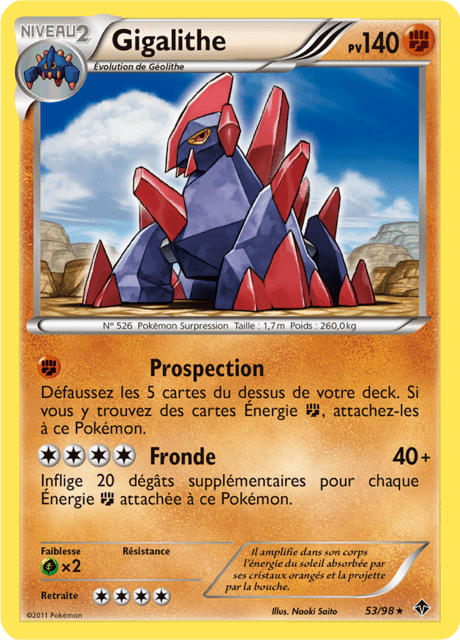 NIVEAU2
Gigalithe
PV140
Évolution de Géolithe
N° 526 Pokémon Surpression Taille : 1,7m Poids : 260,0kg
Prospection
Défaussez les 5 cartes du dessus de votre deck. Si
vous y trouvez des cartes Énergie , attachez-les
à ce Pokémon.
Fronde 40+
Inflige 20 dégâts supplémentaires pour chaque
Énergie attachée à ce Pokémon.
Faiblesse Résistance
×2
Retraite
Il amplifie dans son corps
l'énergie du soleil absorbée par
ses cristaux orangés et la projette
par la bouche.
©2011 Pokémon
Illus. Naoki Saito
53/98★